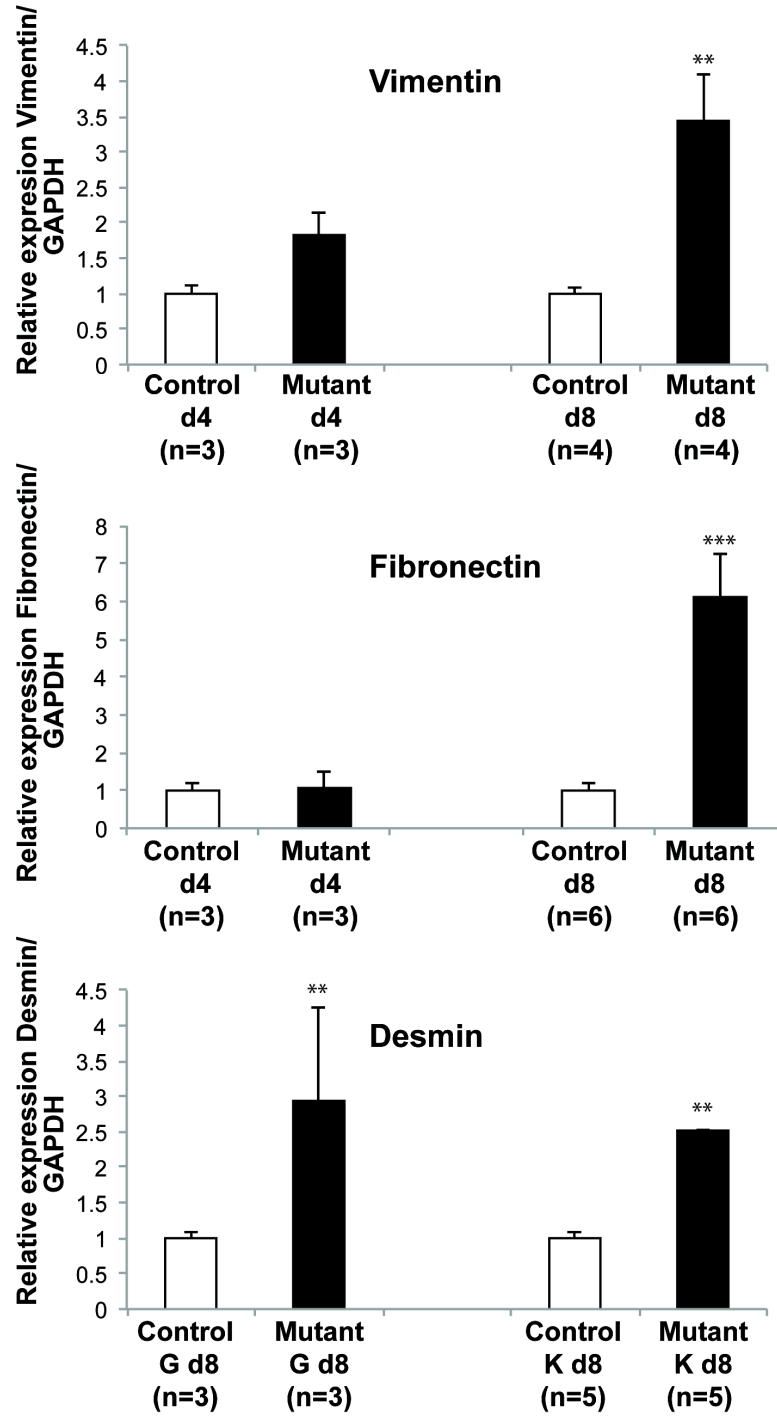 Relative expresion Vimentin/
GAPDH
Vimentin
4.5
4
3.5
3
2.5
2
1.5
1
0.5
0
**
Control Mutant Control Mutant
d4 d4 d8 d8
(n=3) (n=3) (n=4) (n=4)
Relative expression Fibronectin/
GAPDH
Fibronectin
8
7
6
5
4
3
2
1
0
***
Control Mutant Control Mutant
d4 d4 d8 d8
(n=3) (n=3) (n=6) (n=6)
Relative expression Desmin/
GAPDH
Desmin
4.5
4
3.5
3
2.5
2
1.5
1
0.5
0
**
**
Control Mutant Control Mutant
G d8 G d8 K d8 K d8
(n=3) (n=3) (n=5) (n=5)